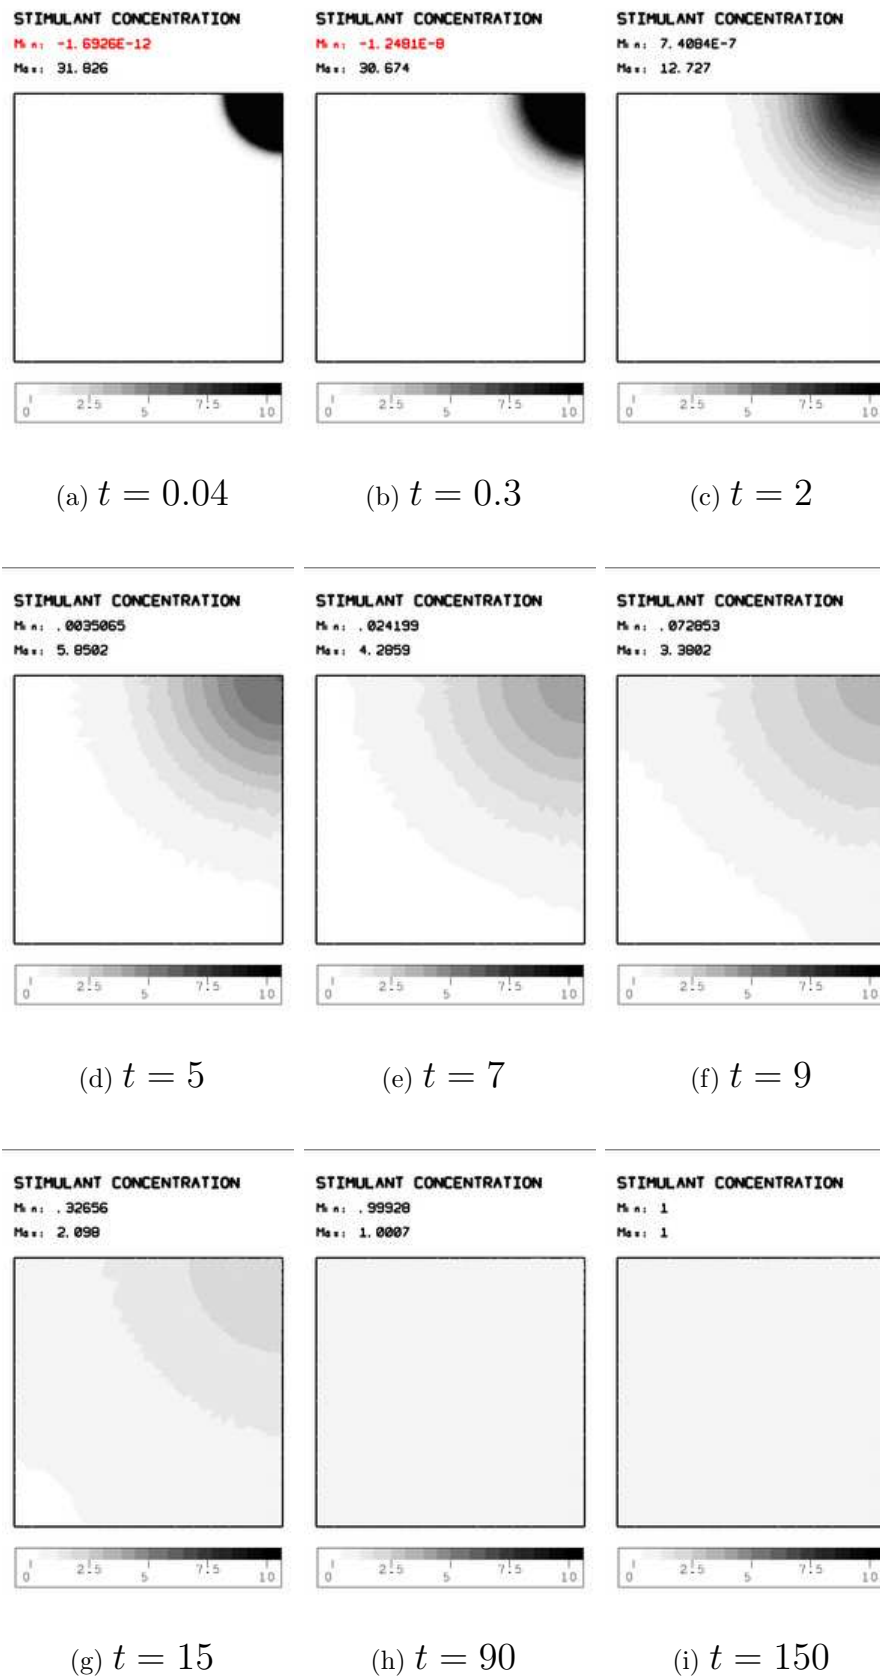 STIMULANT CONCENTRATION STIMULANT CONCENTRATION STIMULANT CONCENTRATION
Min: -1.6926E-12 Min: -1.2481E-8 Min: 7.4084E-7
Max: 31.826 Max: 30.674 Max: 12.727
0 2.5 5 7.5 10 0 2.5 5 7.5 10 0 2.5 5 7.5 10
(a) t = 0.04 (b) t = 0.3 (c) t = 2
STIMULANT CONCENTRATION STIMULANT CONCENTRATION STIMULANT CONCENTRATION
Min: .0035065 Min: .024199 Min: .072853
Max: 5.8502 Max: 4.2859 Max: 3.3802
0 2.5 5 7.5 10 0 2.5 5 7.5 10 0 2.5 5 7.5 10
(d) t = 5 (e) t = 7 (f) t = 9
STIMULANT CONCENTRATION STIMULANT CONCENTRATION STIMULANT CONCENTRATION
Min: .32656 Min: .99928 Min: 1
Max: 2.098 Max: 1.0007 Max: 1
0 2.5 5 7.5 10 0 2.5 5 7.5 10 0 2.5 5 7.5 10
(g) t = 15 (h) t = 90 (i) t = 150